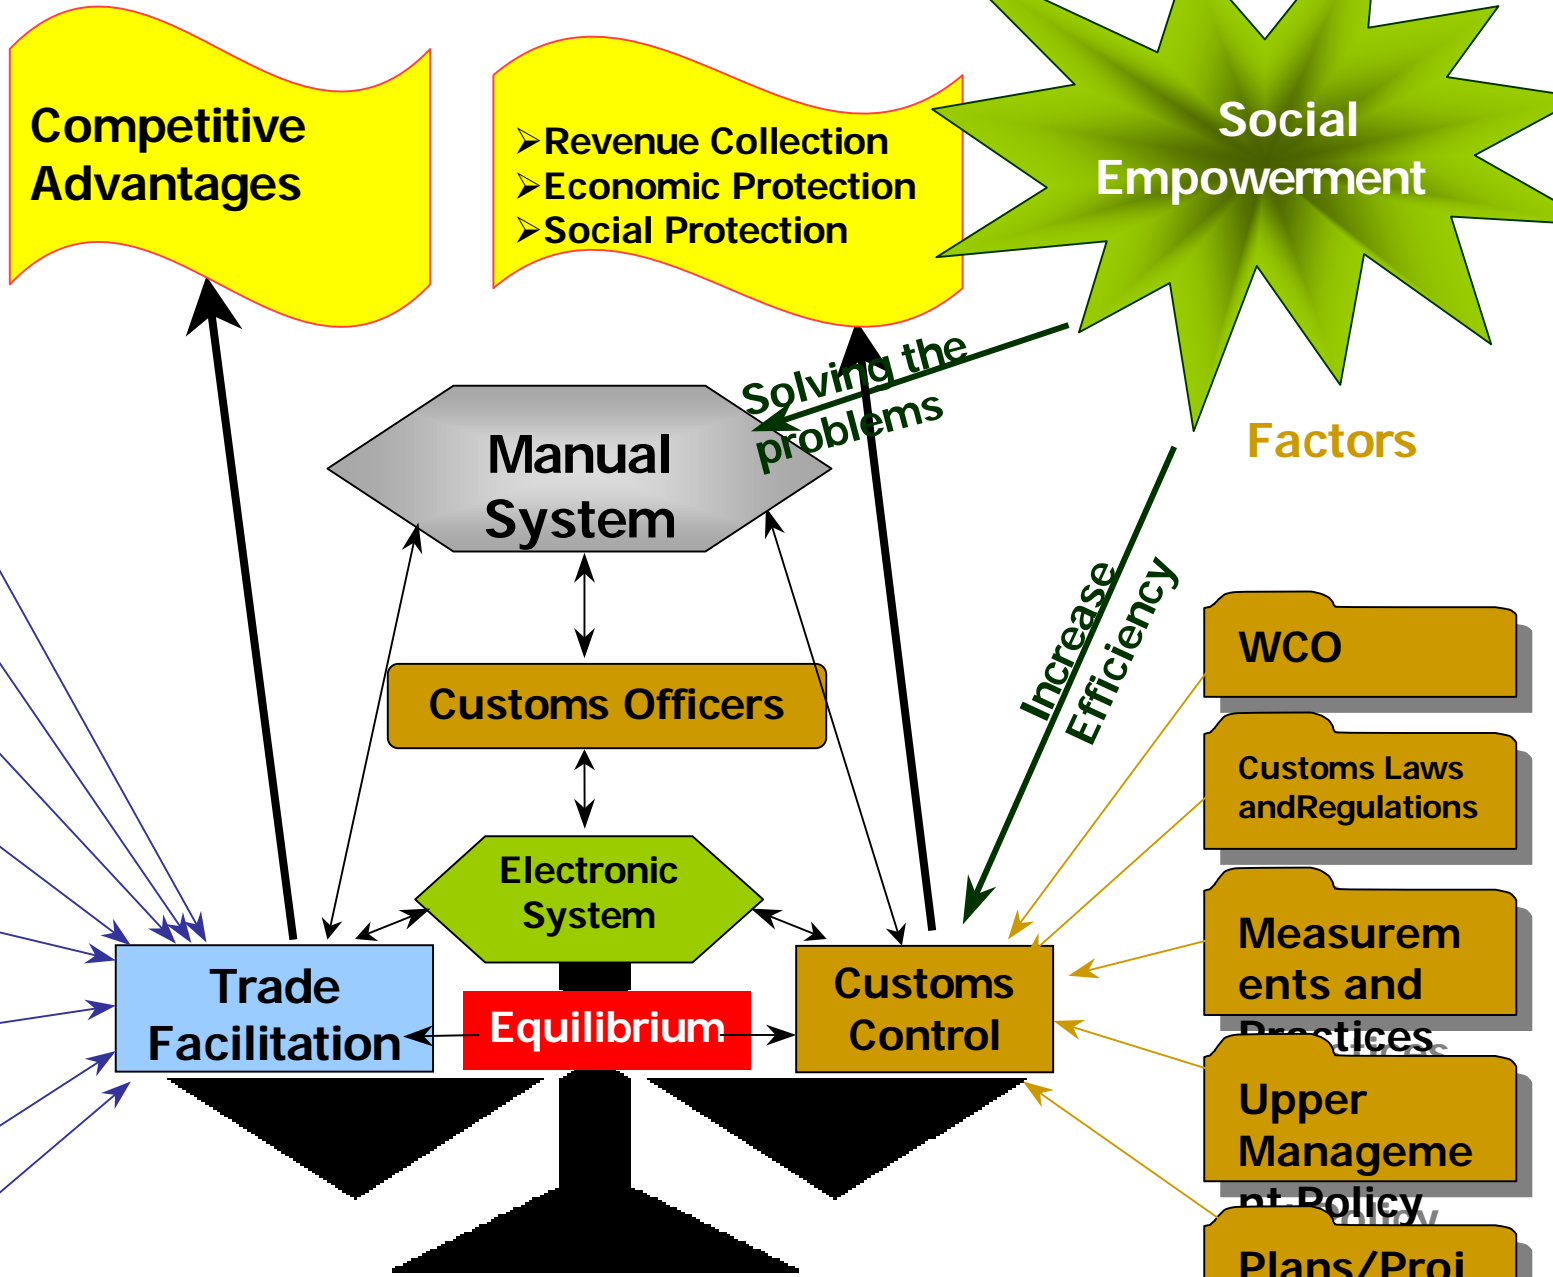 Competitive
Advantages
➢Revenue Collection
➢Economic Protection
➢Social Protection
Social
Empowerment
Solving the
problems
Manual
System
Factors
Increase
Efficiency
WCO
Customs Officers
Customs Laws
andRegulations
Electronic
System
Measurem
ents and
Practices
Trade
Facilitation
Equilibrium
Customs
Control
Upper
Manageme
nt Policy
Plans/Proj